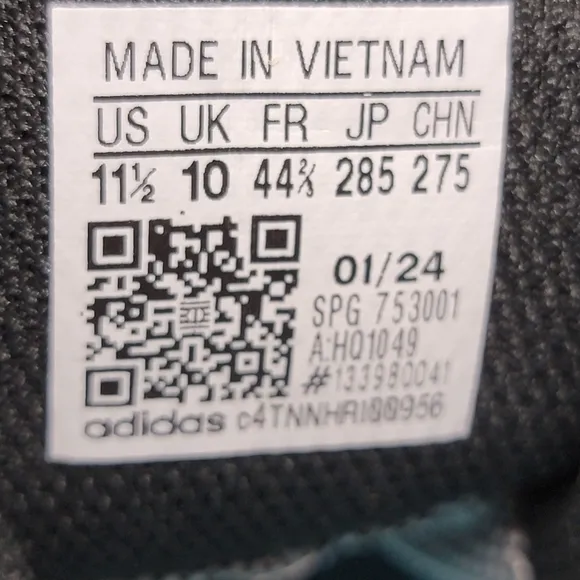 MADE IN VIETNAM
US UK FR JP CHN
11½ 10 44⅔ 285 275
01/24
SPG 753001
A:HQ1049
#133980041
adidas c4TNNHRI00956